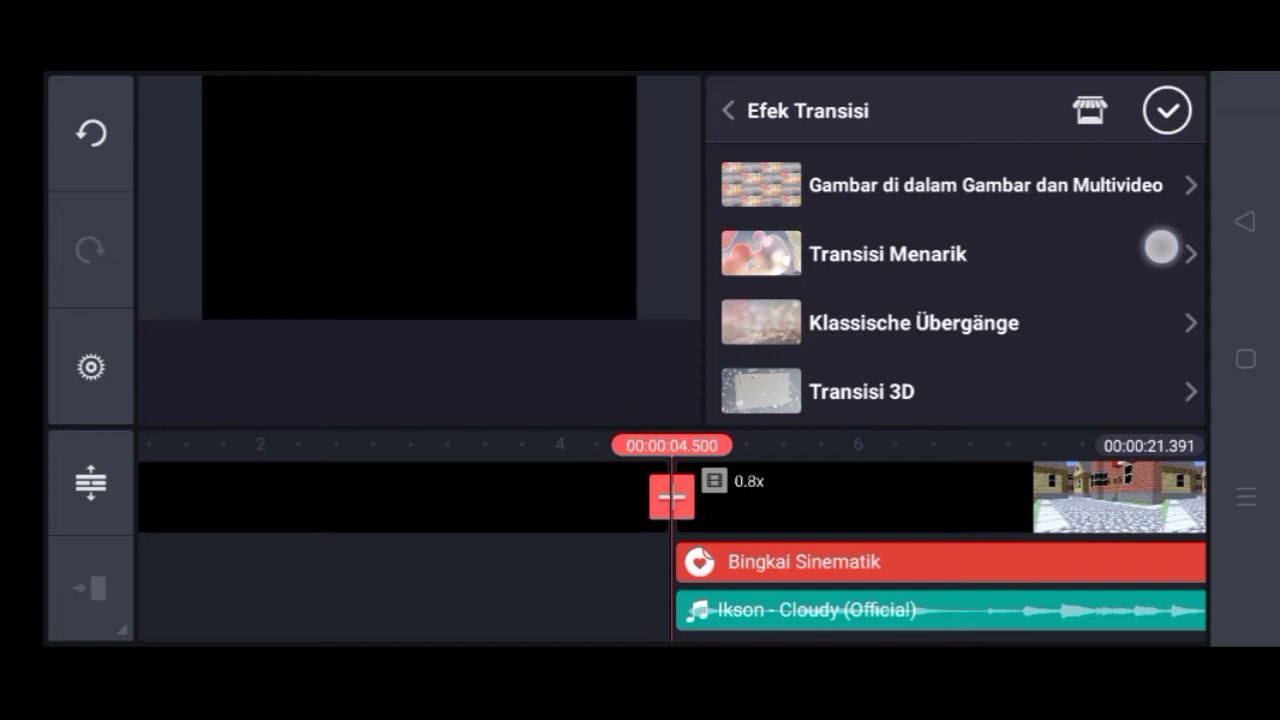 Efek Transisi
Gambar di dalam Gambar dan Multivideo
Transisi Menarik
Klassische Übergänge
Transisi 3D
2
4
00:00:04.500
6
00:00:21.391
0.8x
Bingkai Sinematik
Ikson - Cloudy (Official)